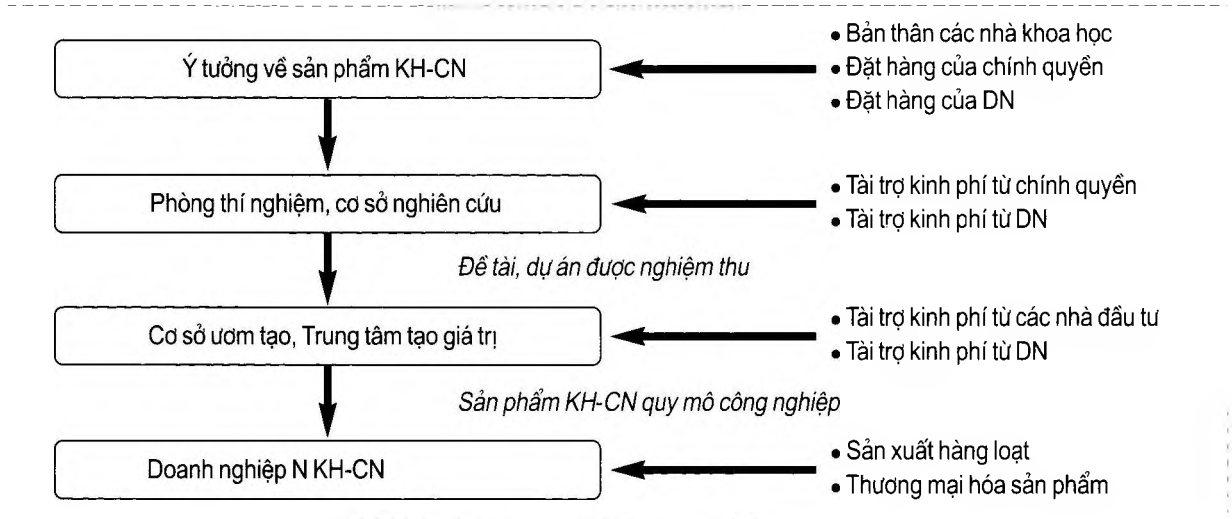 Ý tưởng về sản phẩm KH-CN
• Bản thân các nhà khoa học
• Đặt hàng của chính quyền
• Đặt hàng của DN
Phòng thí nghiệm, cơ sở nghiên cứu
• Tài trợ kinh phí từ chính quyền
• Tài trợ kinh phí từ DN
Đề tài, dự án được nghiệm thu
Cơ sở ươm tạo, Trung tâm tạo giá trị
• Tài trợ kinh phí từ các nhà đầu tư
• Tài trợ kinh phí từ DN
Sản phẩm KH-CN quy mô công nghiệp
Doanh nghiệp N KH-CN
• Sản xuất hàng loạt
• Thương mại hóa sản phẩm